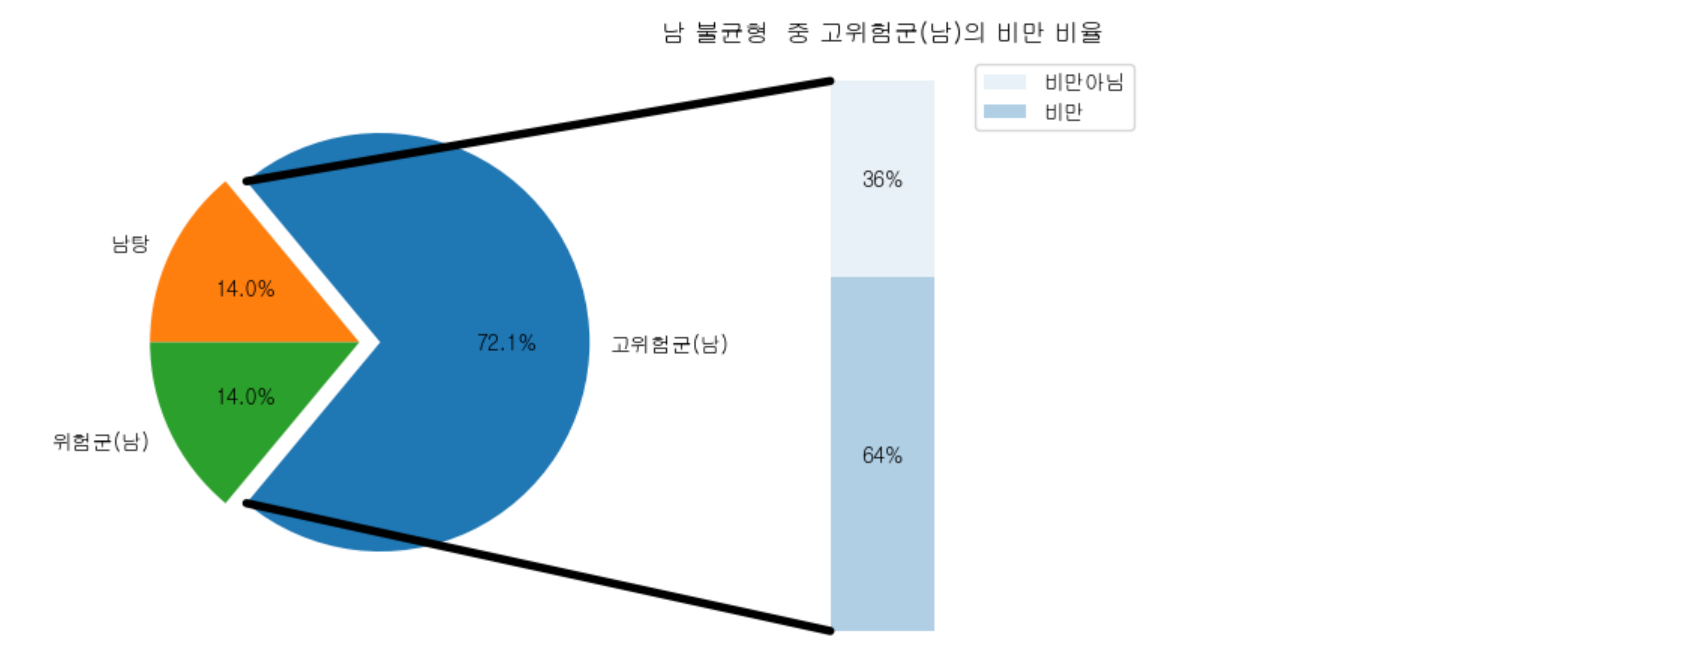 남 불균형 중 고위험군(남)의 비만 비율
비만아님
비만
36%
남탕
14.0%
72.1%
고위험군(남)
14.0%
위험군(남)
64%